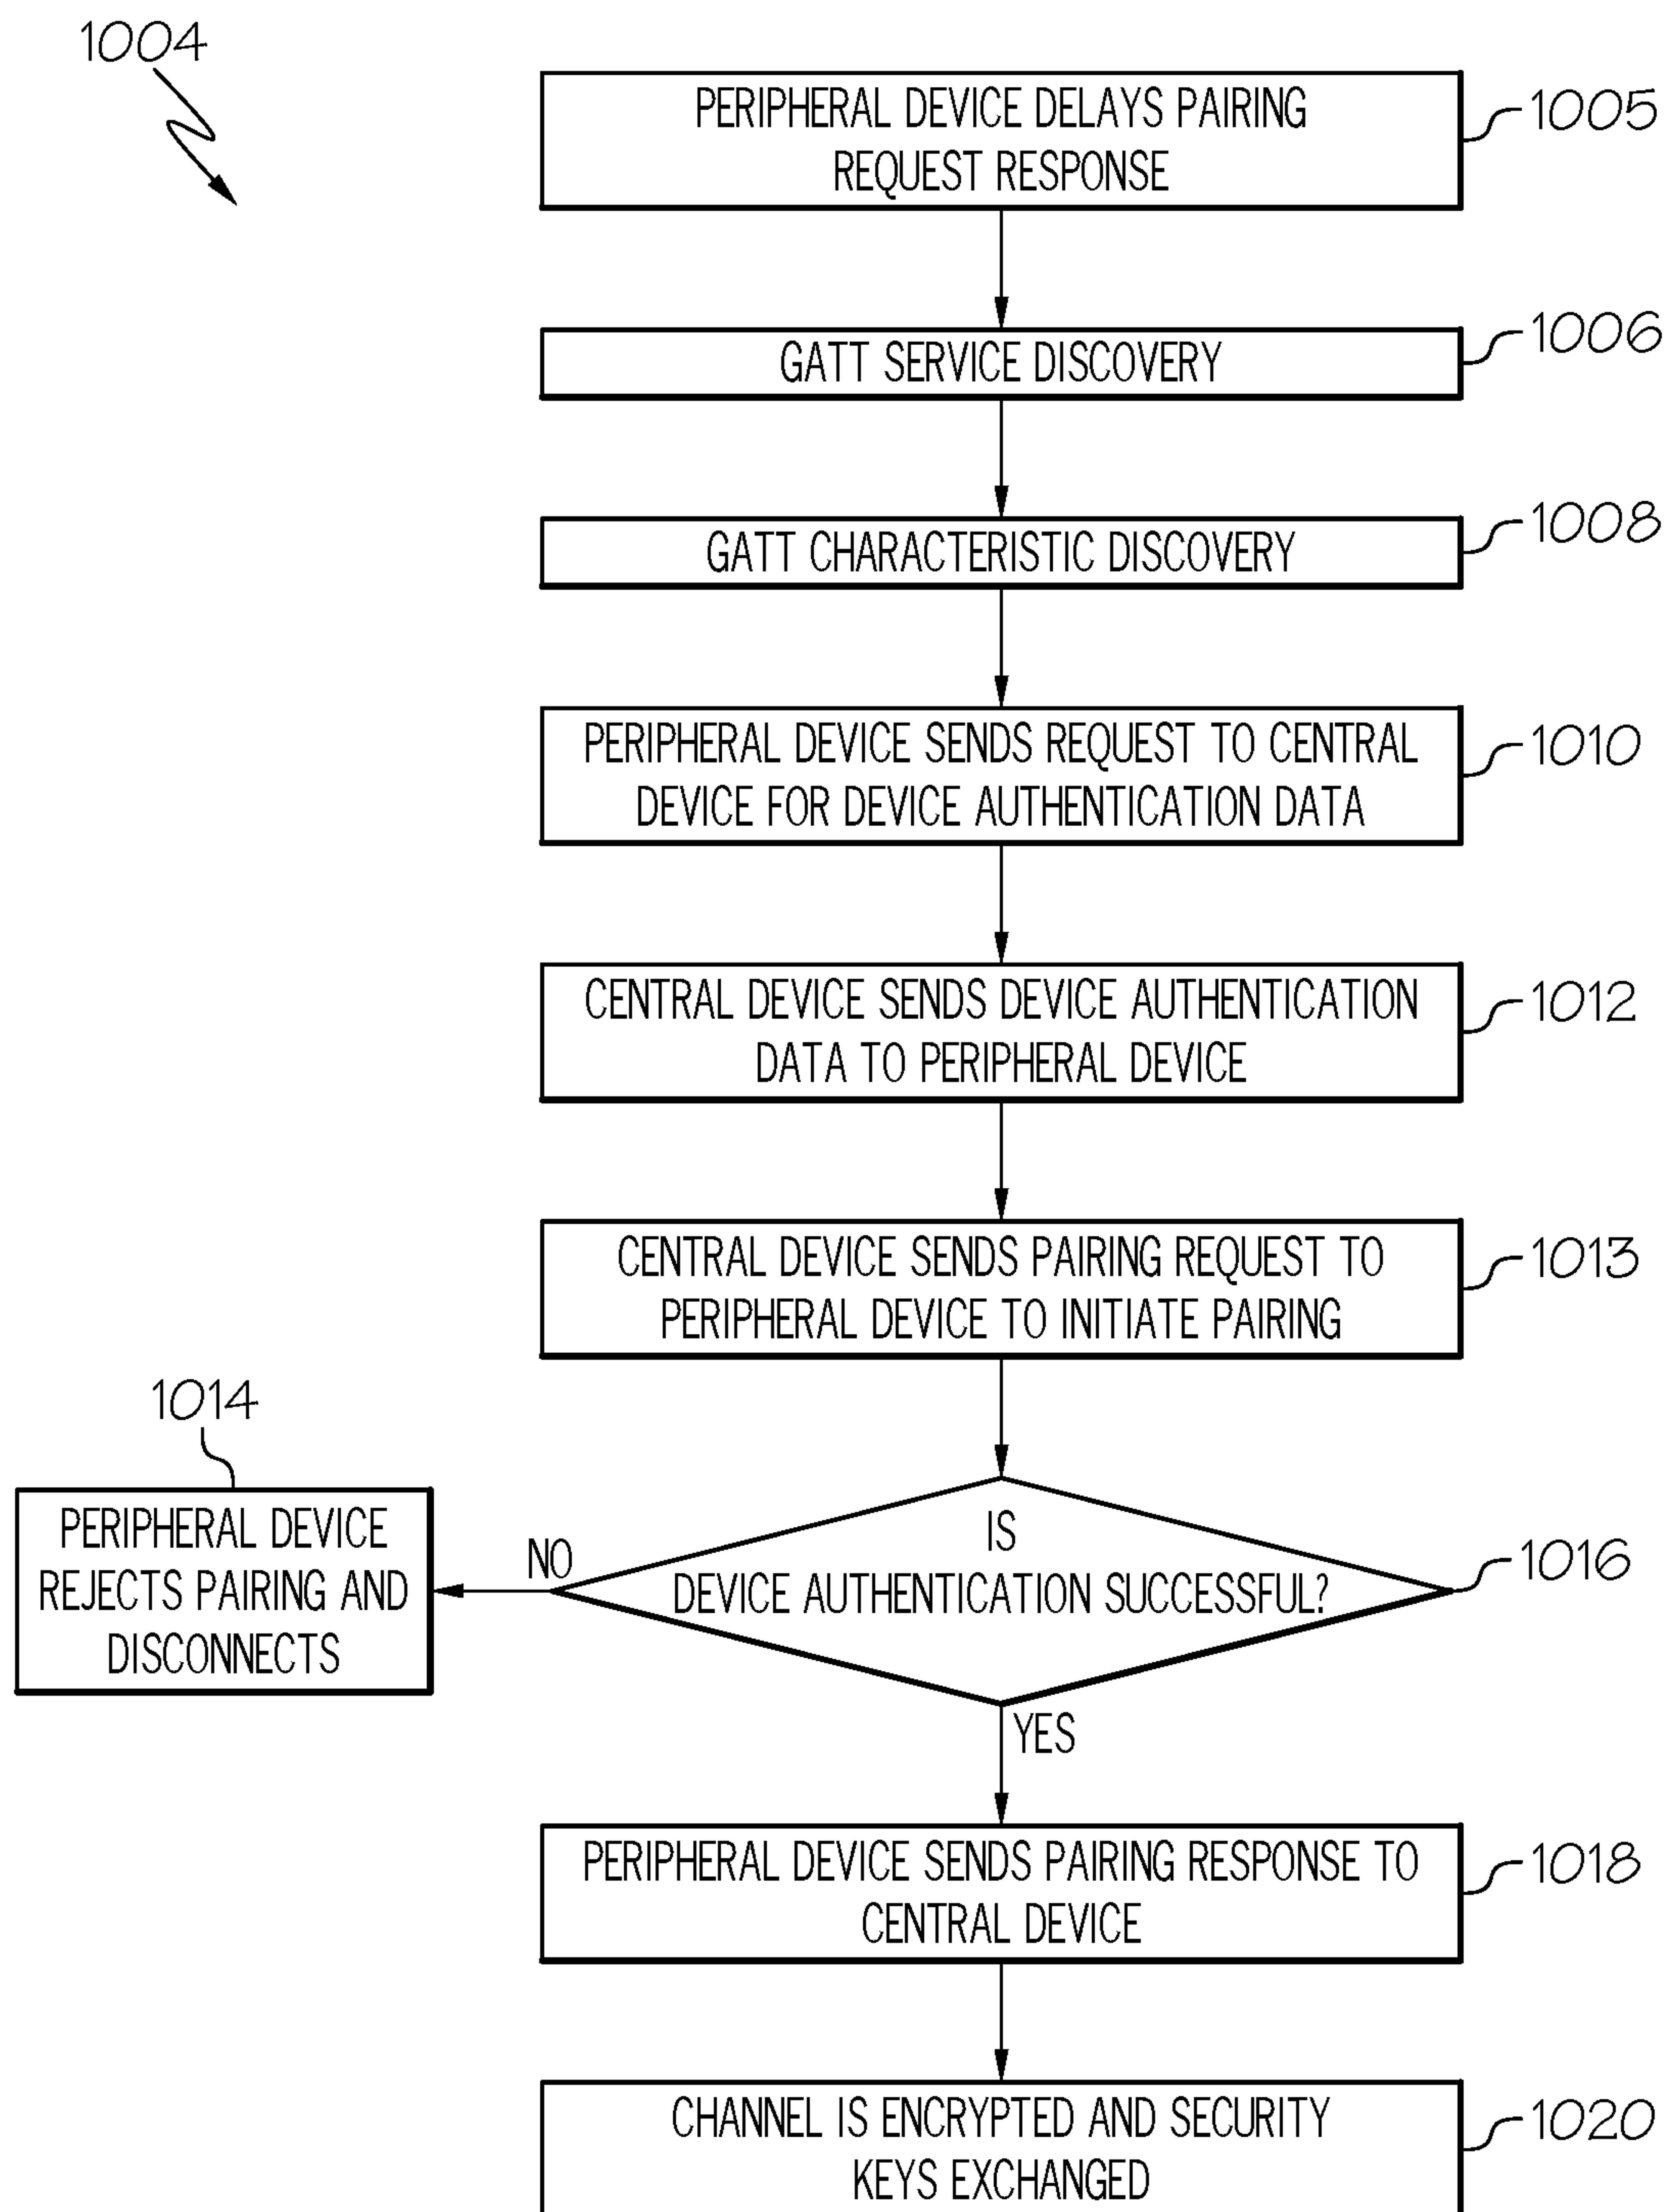 1004
PERIPHERAL DEVICE DELAYS PAIRING
REQUEST RESPONSE
1005
GATT SERVICE DISCOVERY
1006
GATT CHARACTERISTIC DISCOVERY
1008
PERIPHERAL DEVICE SENDS REQUEST TO CENTRAL
DEVICE FOR DEVICE AUTHENTICATION DATA
1010
CENTRAL DEVICE SENDS DEVICE AUTHENTICATION
DATA TO PERIPHERAL DEVICE
1012
CENTRAL DEVICE SENDS PAIRING REQUEST TO
PERIPHERAL DEVICE TO INITIATE PAIRING
1013
1014
PERIPHERAL DEVICE
REJECTS PAIRING AND
DISCONNECTS
NO
IS
DEVICE AUTHENTICATION SUCCESSFUL?
1016
YES
PERIPHERAL DEVICE SENDS PAIRING RESPONSE TO
CENTRAL DEVICE
1018
CHANNEL IS ENCRYPTED AND SECURITY
KEYS EXCHANGED
1020